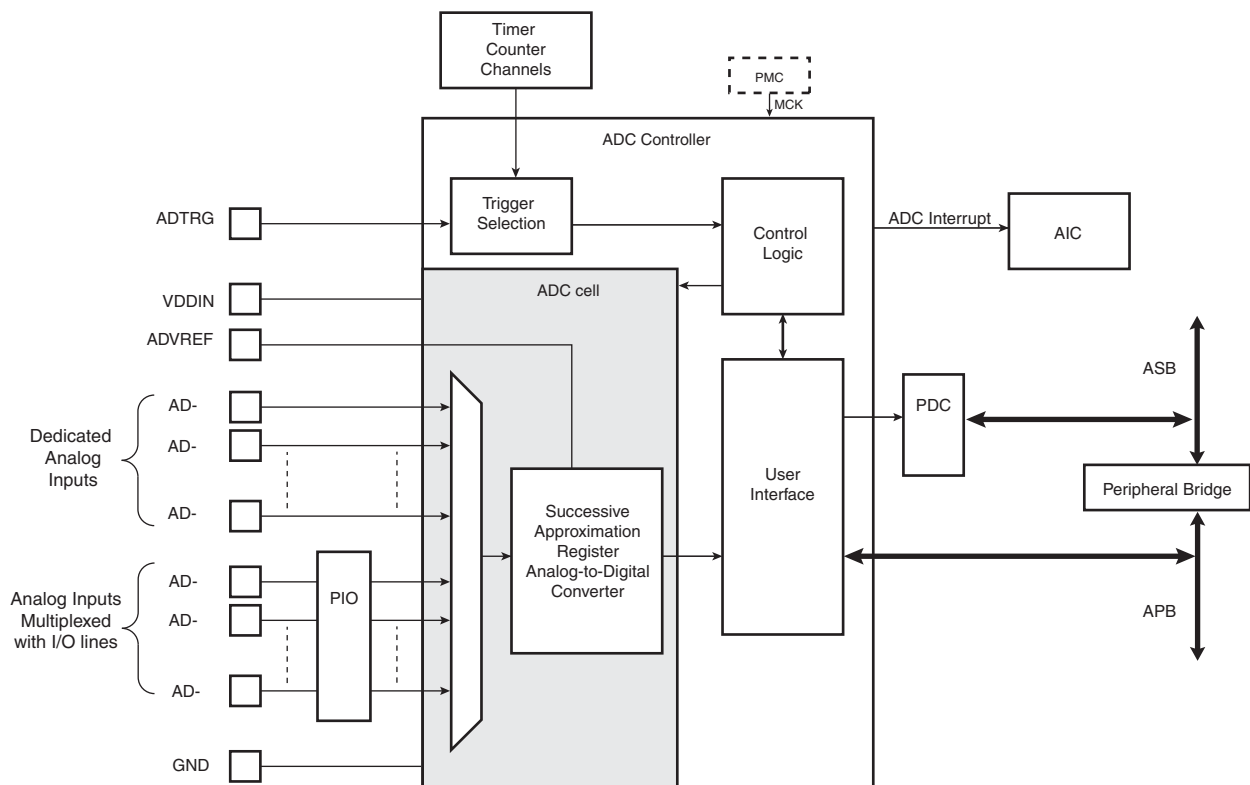 Timer
Counter
Channels
PMC
MCK
ADC Controller
ADTRG
Trigger
Selection
Control
Logic
ADC Interrupt
AIC
VDDIN
ADC cell
ADVREF
ASB
Dedicated
Analog
Inputs
AD-
AD-
AD-
PDC
User
Interface
Peripheral Bridge
Successive
Approximation
Register
Analog-to-Digital
Converter
Analog Inputs
Multiplexed
with I/O lines
AD-
AD-
AD-
PIO
APB
GND